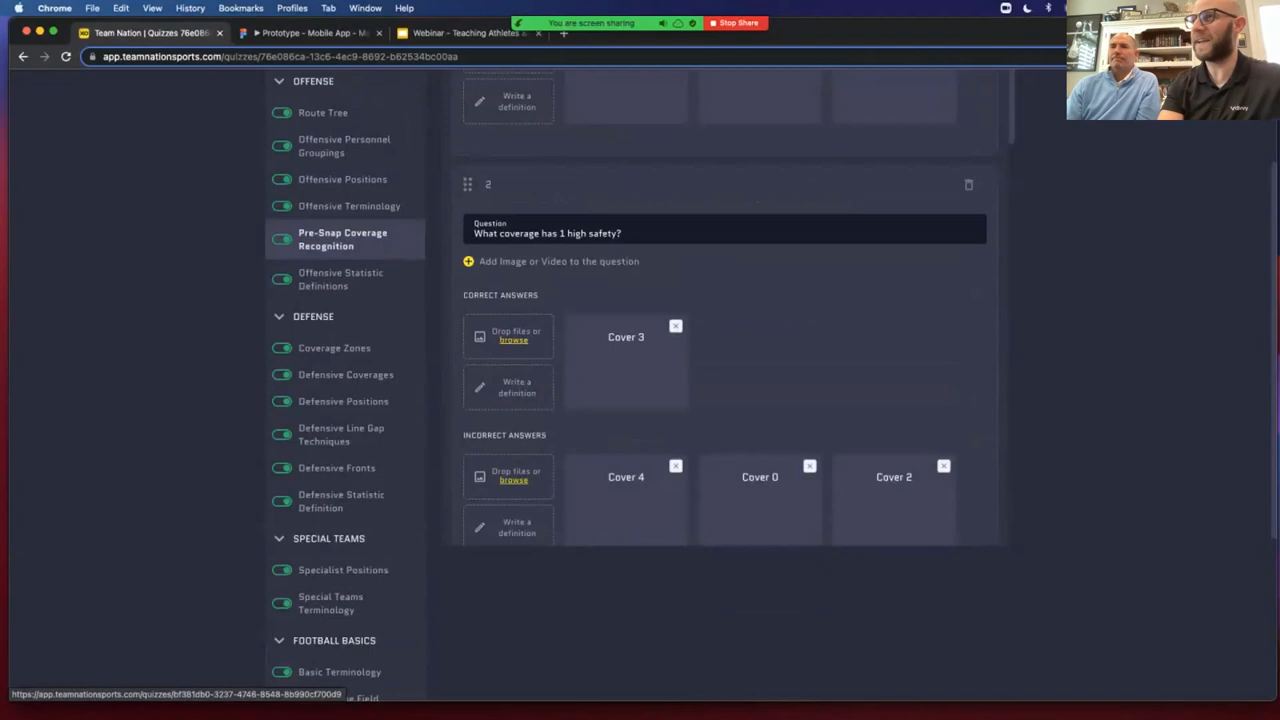 Chrome File Edit View History Bookmarks Profiles Tab Window Help
You are screen sharing Stop Share
Team Nation | Quizzes 76e086 Prototype - Mobile App - M Webinar - Teaching Athletes &
app.teamnationsports.com/quizzes/76e086ca-13c6-4ec9-8692-b62534bc00aa
OFFENSE
Route Tree
Offensive Personnel
Groupings
Offensive Positions
Offensive Terminology
Pre-Snap Coverage
Recognition
Offensive Statistic
Definitions
DEFENSE
Coverage Zones
Defensive Coverages
Defensive Positions
Defensive Line Gap
Techniques
Defensive Fronts
Defensive Statistic
Definition
SPECIAL TEAMS
Specialist Positions
Special Teams
Terminology
FOOTBALL BASICS
Basic Terminology
https://app.teamnationsports.com/quizzes/bf381db0-3237-4746-8548-8b990cf700d9
e Field
Write a
definition
2
Question
What coverage has 1 high safety?
Add Image or Video to the question
CORRECT ANSWERS
Drop files or
browse
Cover 3
Write a
definition
INCORRECT ANSWERS
Drop files or
browse
Cover 4
Cover 0
Cover 2
Write a
definition